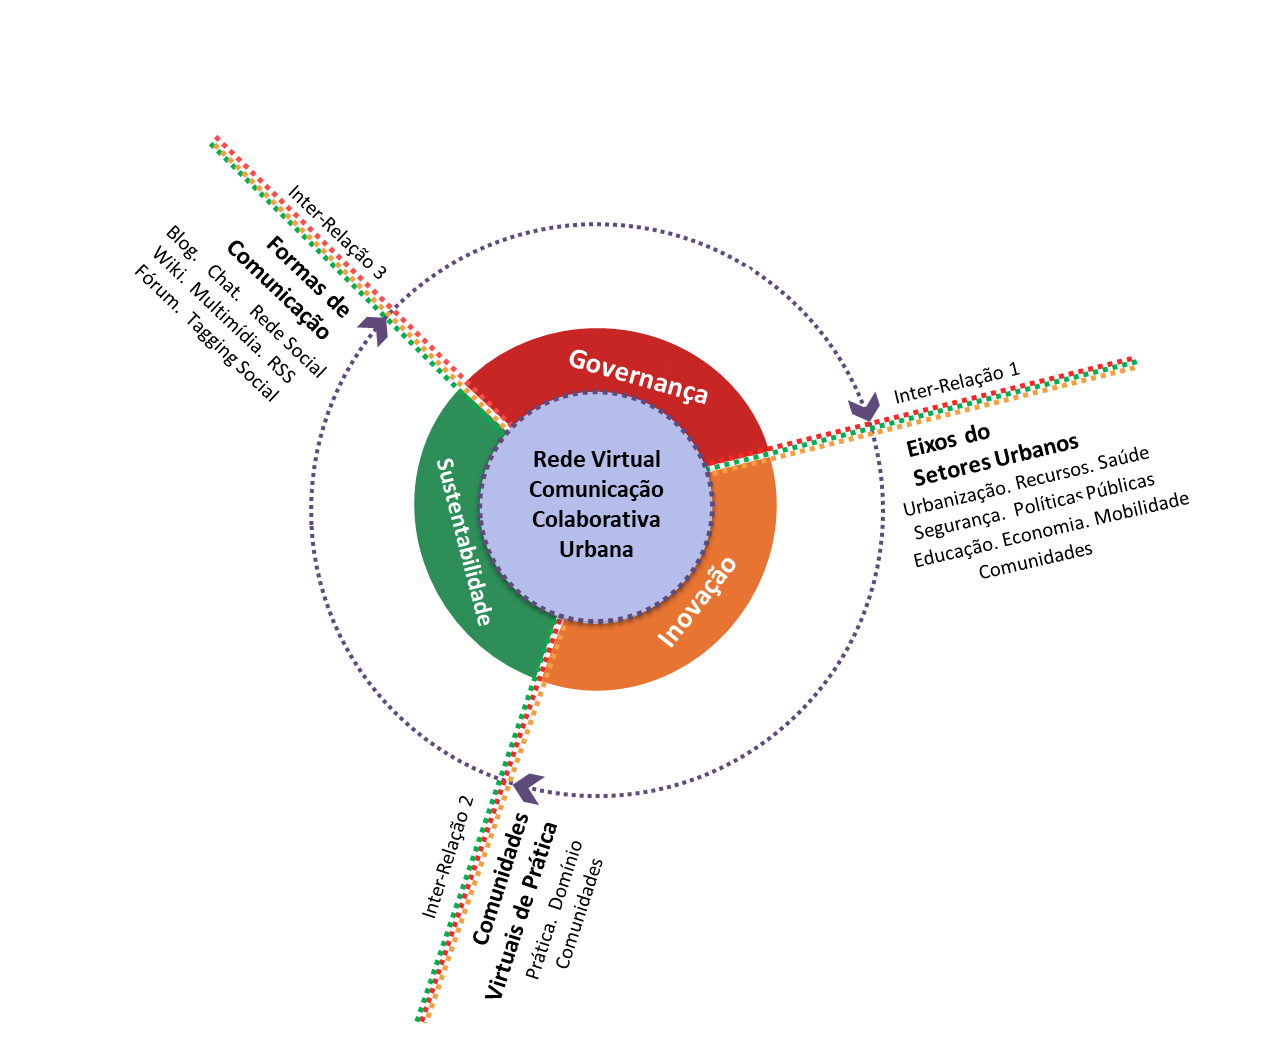 Inter-Relação 3
Formas de
Comunicação
Blog. Chat. Rede Social
Wiki. Multimídia. RSS
Fórum. Tagging Social
Governança
Sustentabilidade
Inovação
Rede Virtual
Comunicação
Colaborativa
Urbana
Inter-Relação 1
Eixos do
Setores Urbanos
Urbanização. Recursos. Saúde
Segurança. Políticas Públicas
Educação. Economia. Mobilidade
Comunidades
Inter-Relação 2
Comunidades
Virtuais de Prática
Prática. Domínio
Comunidades